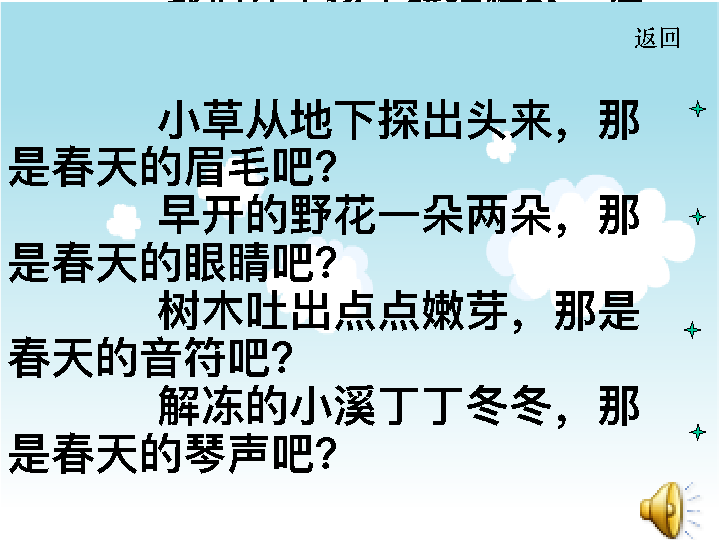 返回
小草从地下探出头来，那
是春天的眉毛吧？
早开的野花一朵两朵，那
是春天的眼睛吧？
树木吐出点点嫩芽，那是
春天的音符吧？
解冻的小溪丁丁冬冬，那
是春天的琴声吧？